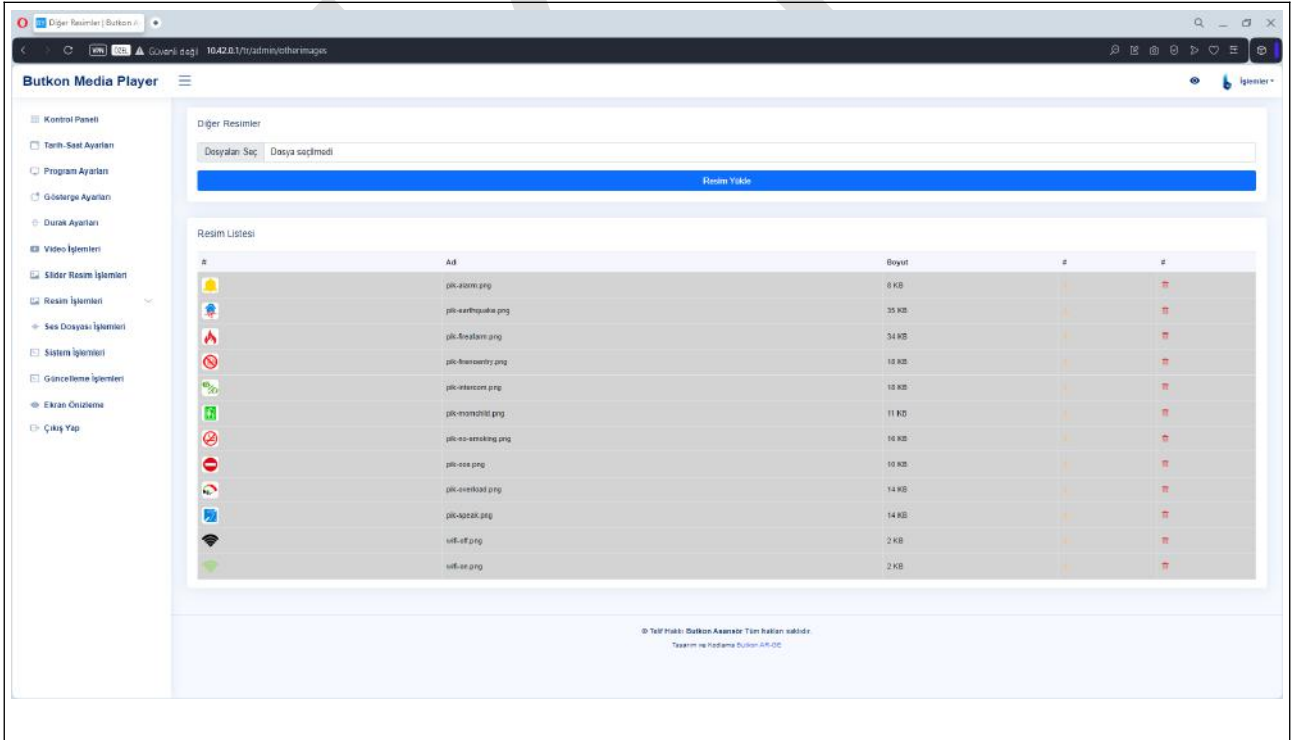 Diğer Resimler | Butkon A
VPN ÖZEL Güvenli değil 10.42.0.1/tr/admin/otherimages
Butkon Media Player
İşlemler
Kontrol Paneli
Tarih-Saat Ayarları
Program Ayarları
Gösterge Ayarları
Durak Ayarları
Video İşlemleri
Slider Resim İşlemleri
Resim İşlemleri
Ses Dosyası İşlemleri
Sistem İşlemleri
Güncelleme İşlemleri
Ekran Önizleme
Çıkış Yap
Diğer Resimler
Dosyaları Seç Dosya seçilmedi
Resim Yükle
Resim Listesi
# Ad Boyut # #
pik-alarm.png 8 KB
pik-earthquake.png 35 KB
pik-firealarm.png 34 KB
18 KB
pik-intercom.png 18 KB
pik-momchild.png 11 KB
pik-no-smoking.png 16 KB
10 KB
pik-overload.png 14 KB
pik-speak.png 14 KB
wifi-off.png 2 KB
wifi-on.png 2 KB
© Telif Hakkı Butkon Asansör Tüm hakları saklıdır.
Tasarım ve Kodlama Butkon AR-GE